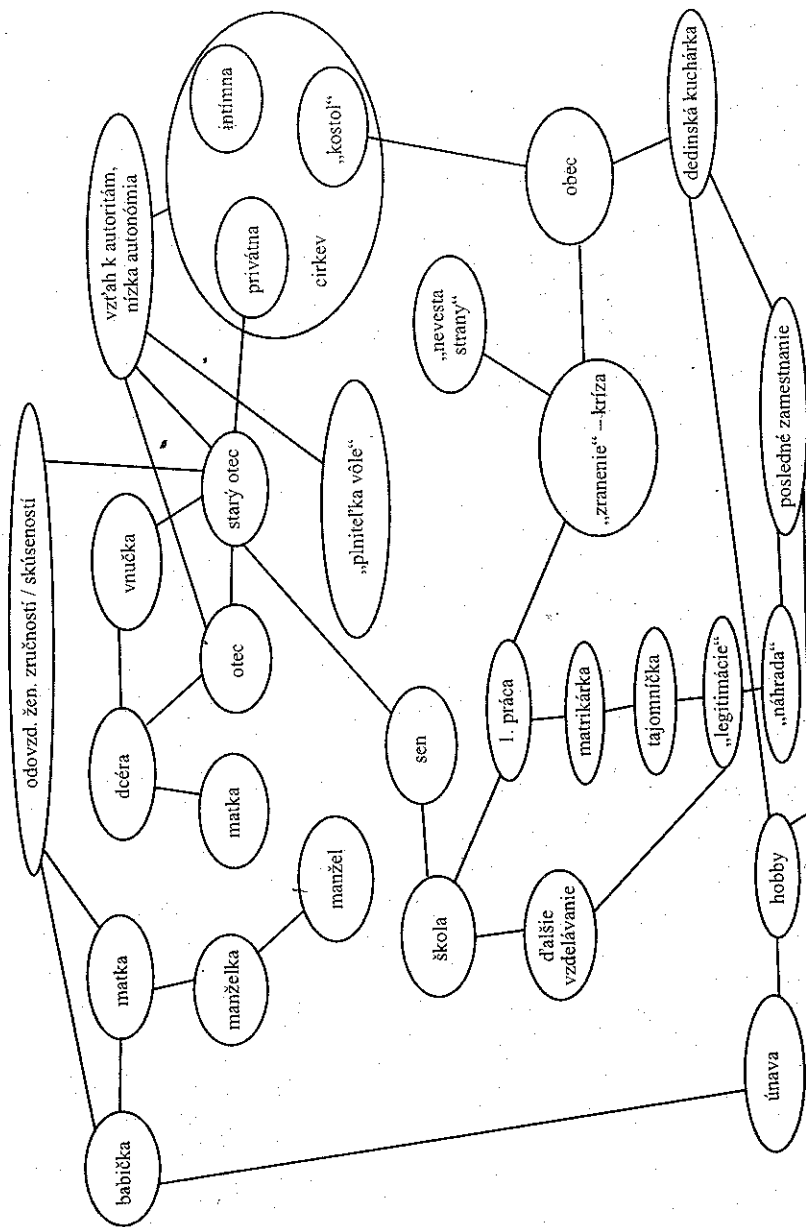 odovzd. žen. zručností / skúseností
vzťah k autoritám,
nízka autonómia
babička
matka
dcéra
vnučka
intímna
manželka
matka
otec
starý otec
privátna
„kostol“
cirkev
manžel
„plniteľka vôle“
škola
sen
„nevesta
strany“
ďalšie
vzdelávanie
1. práca
„zranenie“ – kríza
obec
matrikárka
tajomníčka
„legitimácie“
„náhrada“
únava
hobby
posledné zamestnanie
dedinská kuchárka